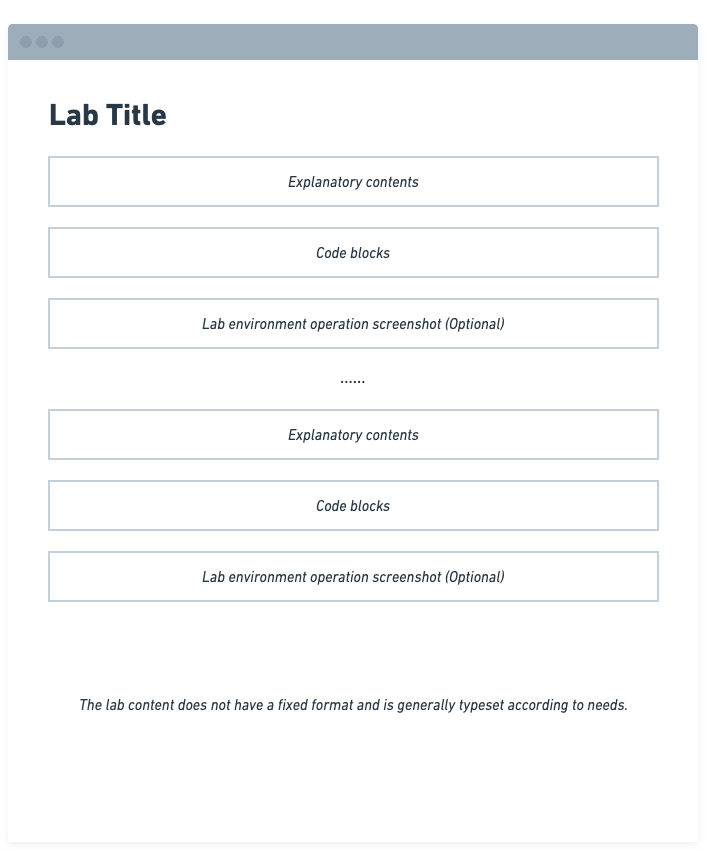 Lab Title
Explanatory contents
Code blocks
Lab environment operation screenshot (Optional)
......
Explanatory contents
Code blocks
Lab environment operation screenshot (Optional)
The lab content does not have a fixed format and is generally typeset according to needs.